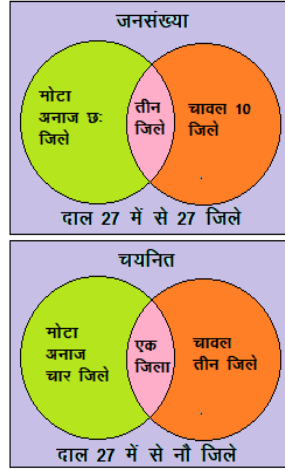 जनसंख्या
मोटा
अनाज छः
जिले
तीन
जिले
चावल 10
जिले
दाल 27 में से 27 जिले
चयनित
मोटा
अनाज
चार जिले
एक
जिला
चावल
तीन जिले
दाल 27 में से नौ जिले